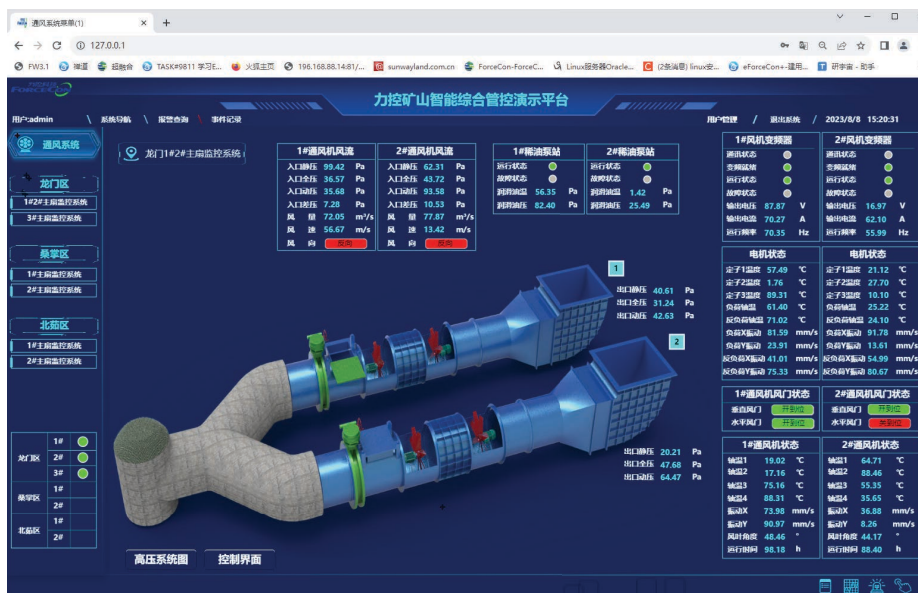 通风系统菜单(1)
127.0.0.1
FW3.1 禅道 超融合 TASK#9811 学习E... 火狐主页 196.168.88.14:81/... sunwayland.com.cn ForceCon-ForceC... Linux服务器Oracle... (2条消息) linux安... eForceCon+-建用... 研宇宙 - 助手
ForceCon
力控矿山智能综合管控演示平台
用户:admin \ 系统导航 \ 报警查询 \ 事件记录
用户管理 / 退出系统 / 2023/8/8 15:20:31
通风系统
龙门区
1#2#主扇监控系统
3#主扇监控系统
桑掌区
1#主扇监控系统
2#主扇监控系统
北茹区
1#主扇监控系统
2#主扇监控系统
龙门区
1#
2#
3#
桑掌区
1#
2#
北茹区
1#
2#
龙门1#2#主扇监控系统
1#通风机风流
入口静压 99.42 Pa
入口全压 36.57 Pa
入口动压 35.68 Pa
入口差压 7.28 Pa
风 量 72.05 m³/s
风 速 56.67 m/s
风 向 反向
2#通风机风流
入口静压 62.31 Pa
入口全压 43.72 Pa
入口动压 93.58 Pa
入口差压 10.53 Pa
风 量 77.87 m³/s
风 速 13.42 m/s
风 向 反向
1#稀油泵站
运行状态
故障状态
润滑油温 56.35 Pa
润滑油压 82.40 Pa
2#稀油泵站
运行状态
故障状态
润滑油温 1.42 Pa
润滑油压 25.49 Pa
1
出口静压 40.61 Pa
出口全压 31.24 Pa
出口动压 42.63 Pa
2
出口静压 20.21 Pa
出口全压 47.68 Pa
出口动压 64.47 Pa
高压系统图
控制界面
1#风机变频器
通讯状态
变频就绪
运行状态
故障状态
输出电压 87.87 V
输出电流 70.27 A
运行频率 70.35 Hz
2#风机变频器
通讯状态
变频就绪
运行状态
故障状态
输出电压 16.97 V
输出电流 62.10 A
运行频率 55.99 Hz
电机状态
定子1温度 57.49 ℃
定子2温度 1.76 ℃
定子3温度 89.31 ℃
负荷轴温 61.40 ℃
反负荷轴温 71.02 ℃
负荷X振动 81.59 mm/s
负荷Y振动 23.91 mm/s
反负荷X振动 41.01 mm/s
反负荷Y振动 75.33 mm/s
电机状态
定子1温度 21.12 ℃
定子2温度 27.70 ℃
定子3温度 10.10 ℃
负荷轴温 25.22 ℃
反负荷轴温 24.10 ℃
负荷X振动 91.78 mm/s
负荷Y振动 13.61 mm/s
反负荷X振动 54.99 mm/s
反负荷Y振动 80.67 mm/s
1#通风机风门状态
垂直风门 开到位
水平风门 开到位
2#通风机风门状态
垂直风门 开到位
水平风门 关到位
1#通风机状态
轴温1 19.02 ℃
轴温2 17.16 ℃
轴温3 75.16 ℃
轴温4 88.31 ℃
振动X 73.98 mm/s
振动Y 90.97 mm/s
风叶角度 48.46 °
运行时间 98.18 h
2#通风机状态
轴温1 64.71 ℃
轴温2 88.46 ℃
轴温3 55.35 ℃
轴温4 35.65 ℃
振动X 36.88 mm/s
振动Y 8.26 mm/s
风叶角度 44.17 °
运行时间 88.40 h